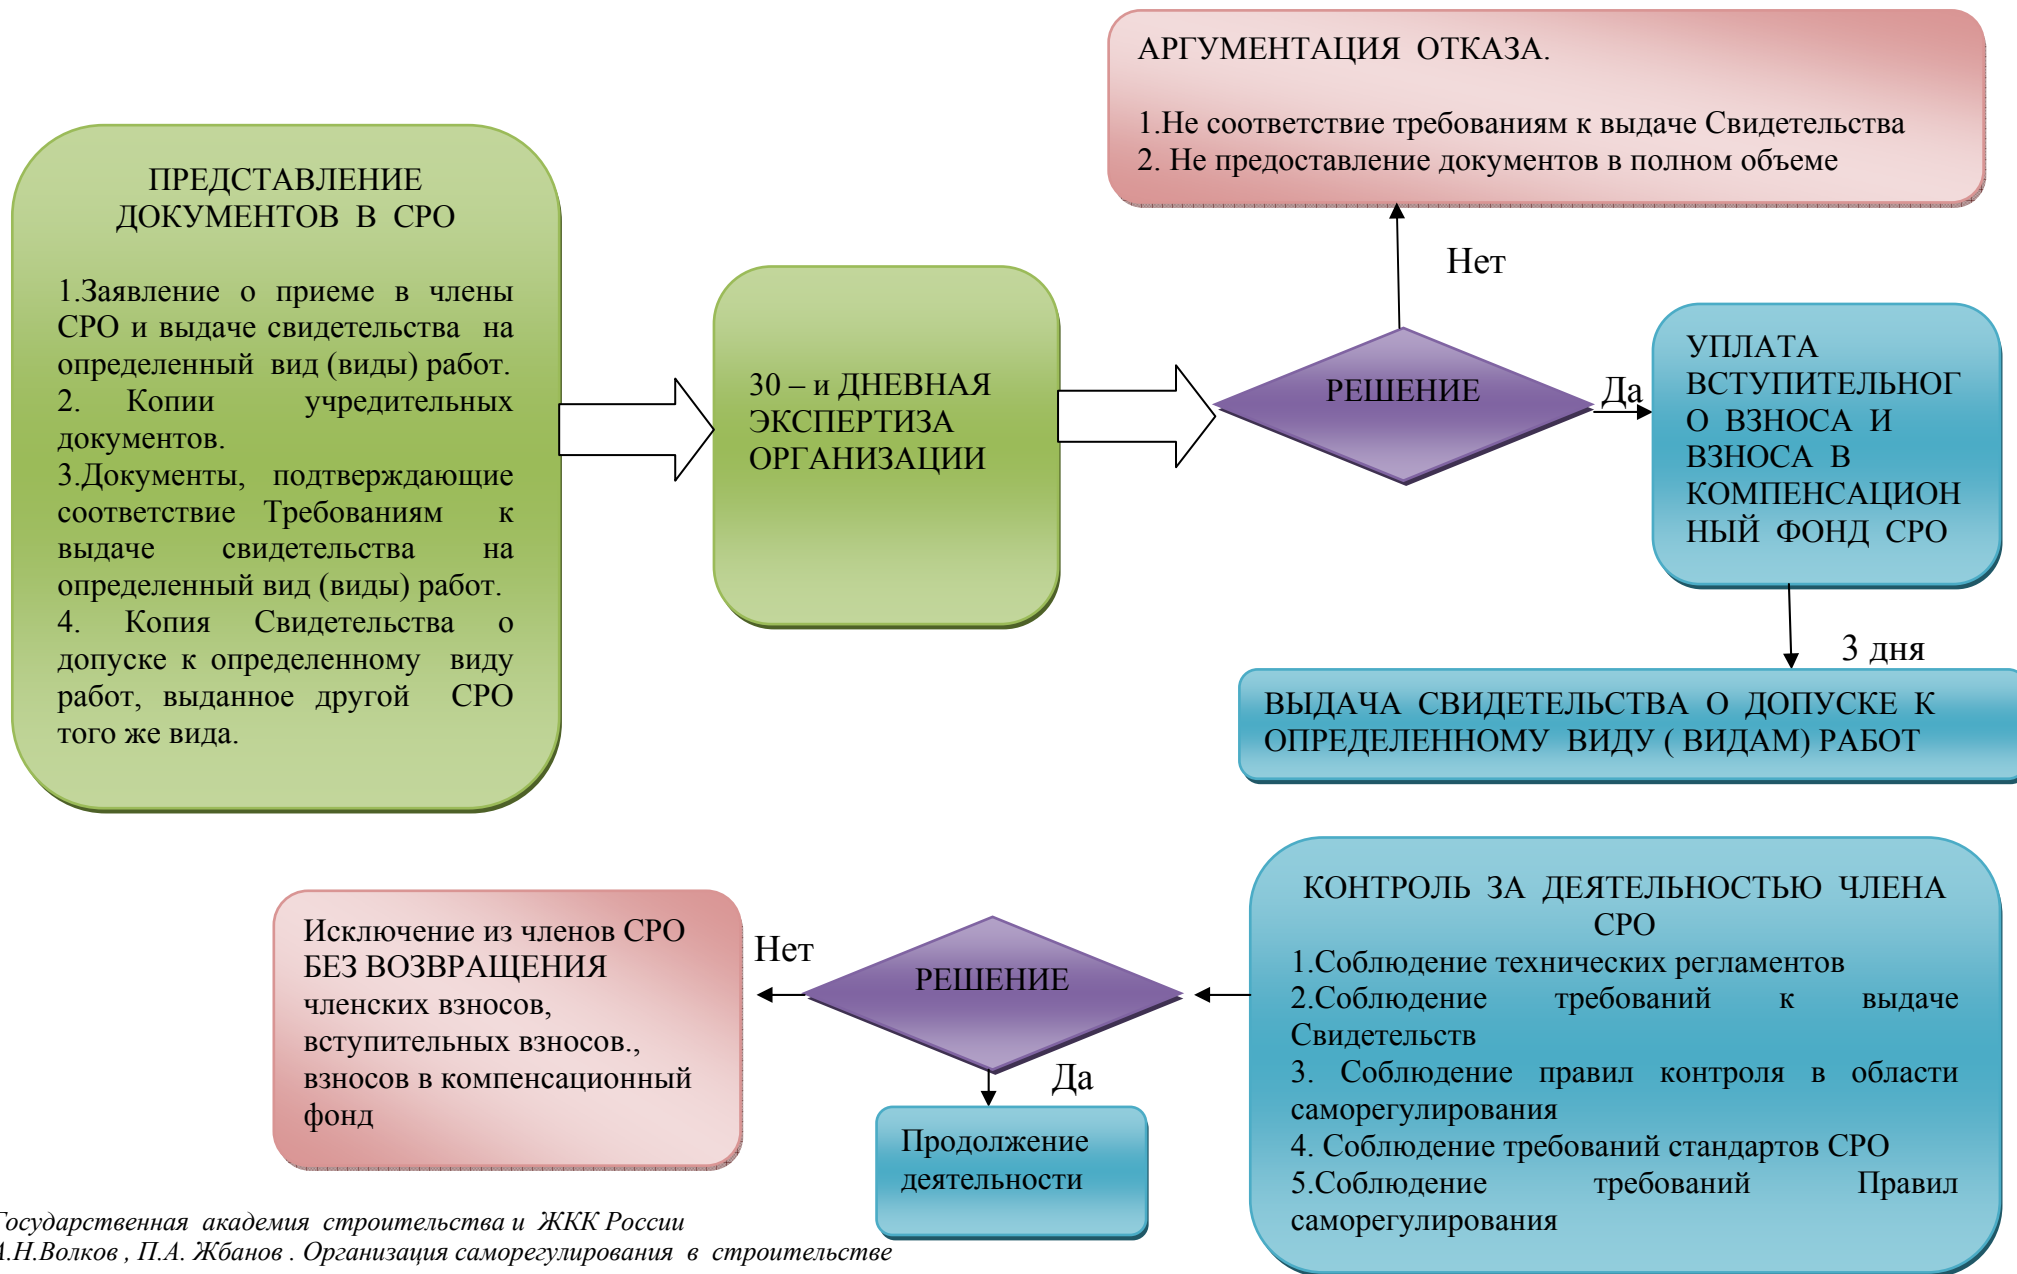 АРГУМЕНТАЦИЯ ОТКАЗА.
1.Не соответствие требованиям к выдаче Свидетельства
2. Не предоставление документов в полном объеме
ПРЕДСТАВЛЕНИЕ
ДОКУМЕНТОВ В СРО
1.Заявление о приеме в члены
СРО и выдаче свидетельства на
определенный вид (виды) работ.
2. Копии учредительных
документов.
3.Документы, подтверждающие
соответствие Требованиям к
выдаче свидетельства на
определенный вид (виды) работ.
4. Копия Свидетельства о
допуске к определенному виду
работ, выданное другой СРО
того же вида.
30 – и ДНЕВНАЯ
ЭКСПЕРТИЗА
ОРГАНИЗАЦИИ
РЕШЕНИЕ
Нет
Да
УПЛАТА
ВСТУПИТЕЛЬНОГ
О ВЗНОСА И
ВЗНОСА В
КОМПЕНСАЦИОН
НЫЙ ФОНД СРО
3 дня
ВЫДАЧА СВИДЕТЕЛЬСТВА О ДОПУСКЕ К
ОПРЕДЕЛЕННОМУ ВИДУ ( ВИДАМ) РАБОТ
КОНТРОЛЬ ЗА ДЕЯТЕЛЬНОСТЬЮ ЧЛЕНА
СРО
1.Соблюдение технических регламентов
2.Соблюдение требований к выдаче
Свидетельств
3. Соблюдение правил контроля в области
саморегулирования
4. Соблюдение требований стандартов СРО
5.Соблюдение требований Правил
саморегулирования
РЕШЕНИЕ
Нет
Да
Исключение из членов СРО
БЕЗ ВОЗВРАЩЕНИЯ
членских взносов,
вступительных взносов.,
взносов в компенсационный
фонд
Продолжение
деятельности
Государственная академия строительства и ЖКК России
А.Н.Волков , П.А. Жбанов . Организация саморегулирования в строительстве